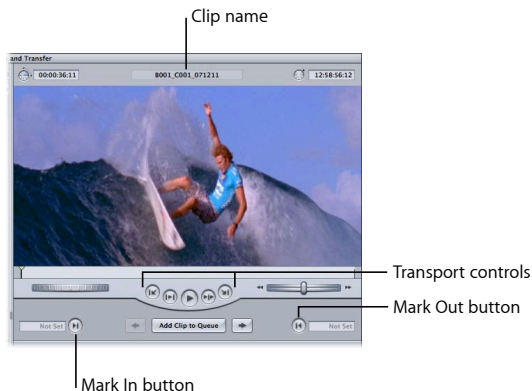 Clip name
and Transfer
00:00:36:11
B001_C001_071211
12:58:56:12
Transport controls
Mark Out button
Not Set
Add Clip to Queue
Not Set
Mark In button